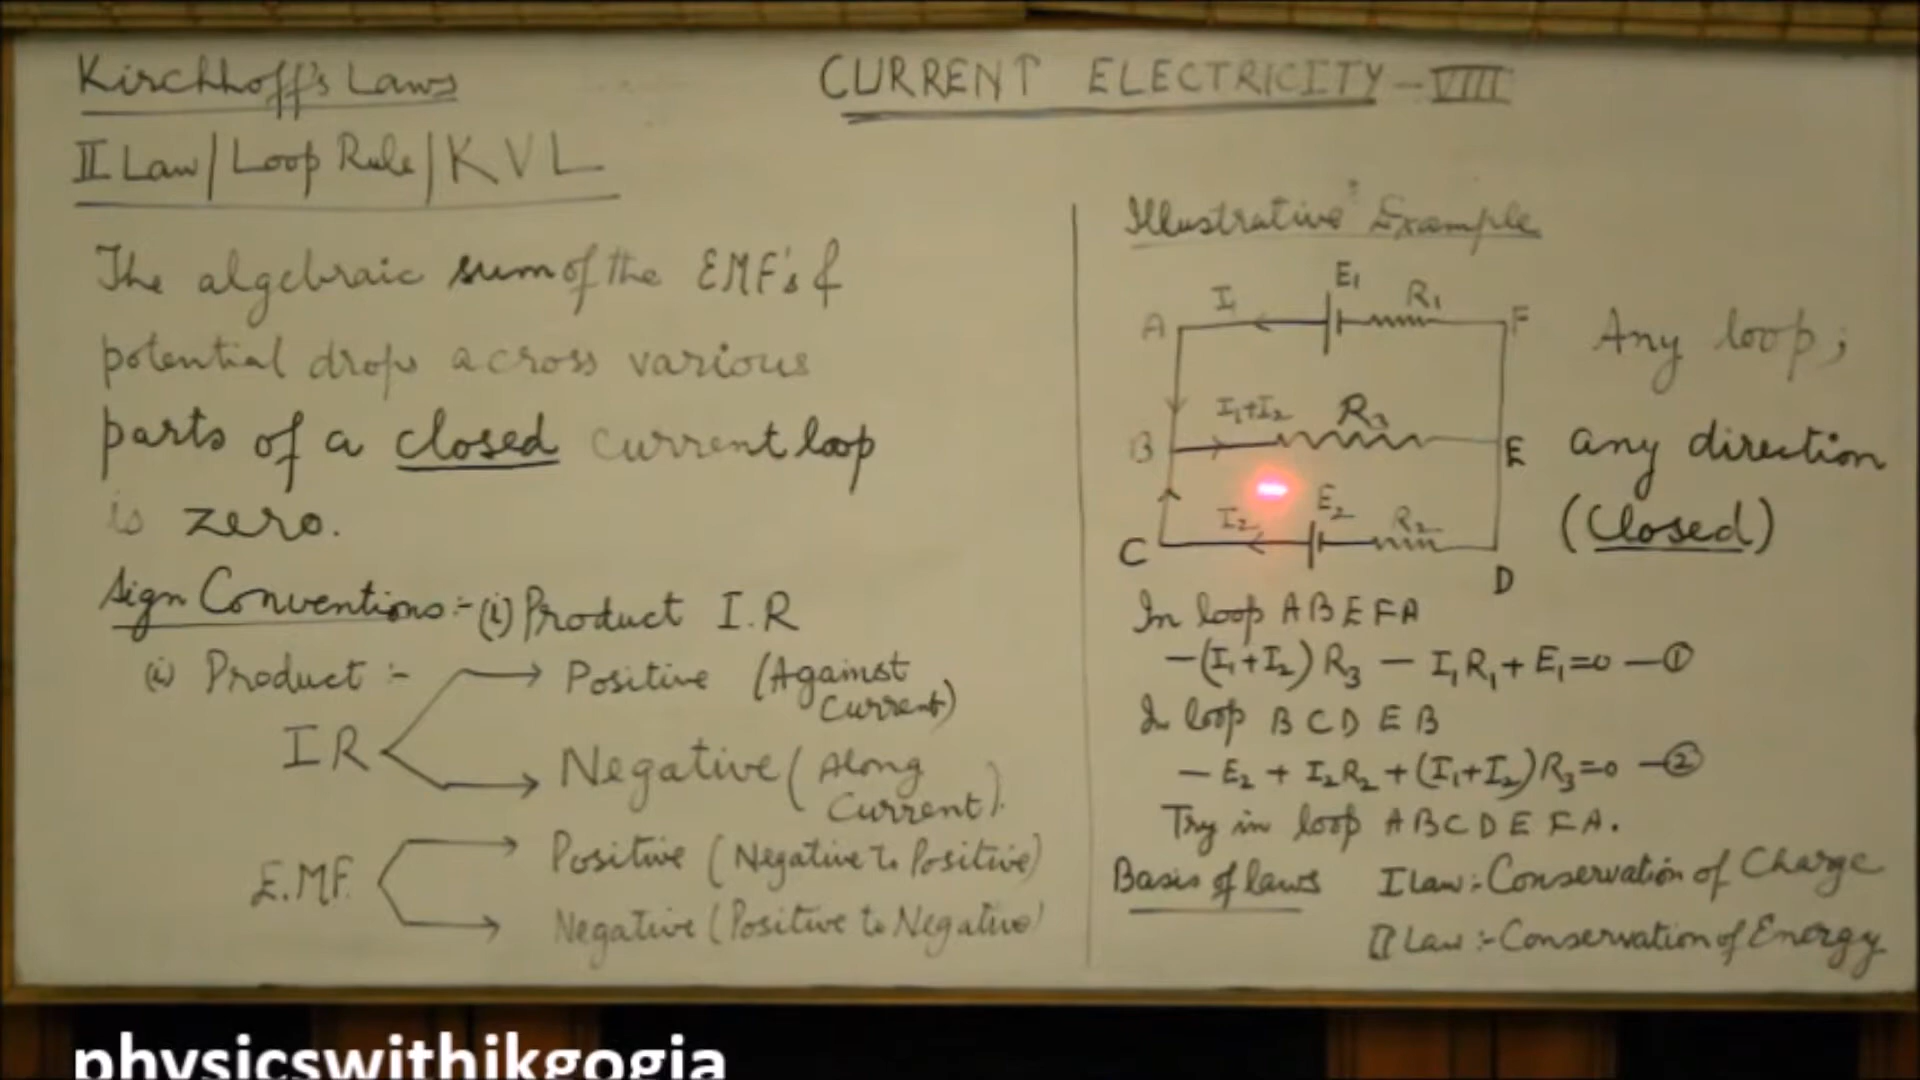 Kirchhoff's Laws
CURRENT ELECTRICITY - VIII
II Law/Loop Rule/KVL
The algebraic sum of the EMF's &
potential drops across various
parts of a closed current loop
is zero.
Sign Conventions:- (i) Product I.R
(i) Product :-
Positive (Against Current)
IR
Negative (Along Current)
E.M.F.
Positive (Negative to Positive)
Negative (Positive to Negative)
Illustrative Example
E₁
I₁
R₁
A
F
I₁+I₂
R₃
B
E
I₂
E₂
R₂
C
D
Any loop;
any direction
(Closed)
In loop ABEFA
-(I₁+I₂)R₃ - I₁R₁ + E₁=0 —①
In loop BCDEB
- E₂ + I₂R₂ + (I₁+I₂)R₃=0 —②
Try in loop ABCDEFA.
Basis of laws
I Law:- Conservation of Charge
II Law:- Conservation of Energy
physicswithikgogia